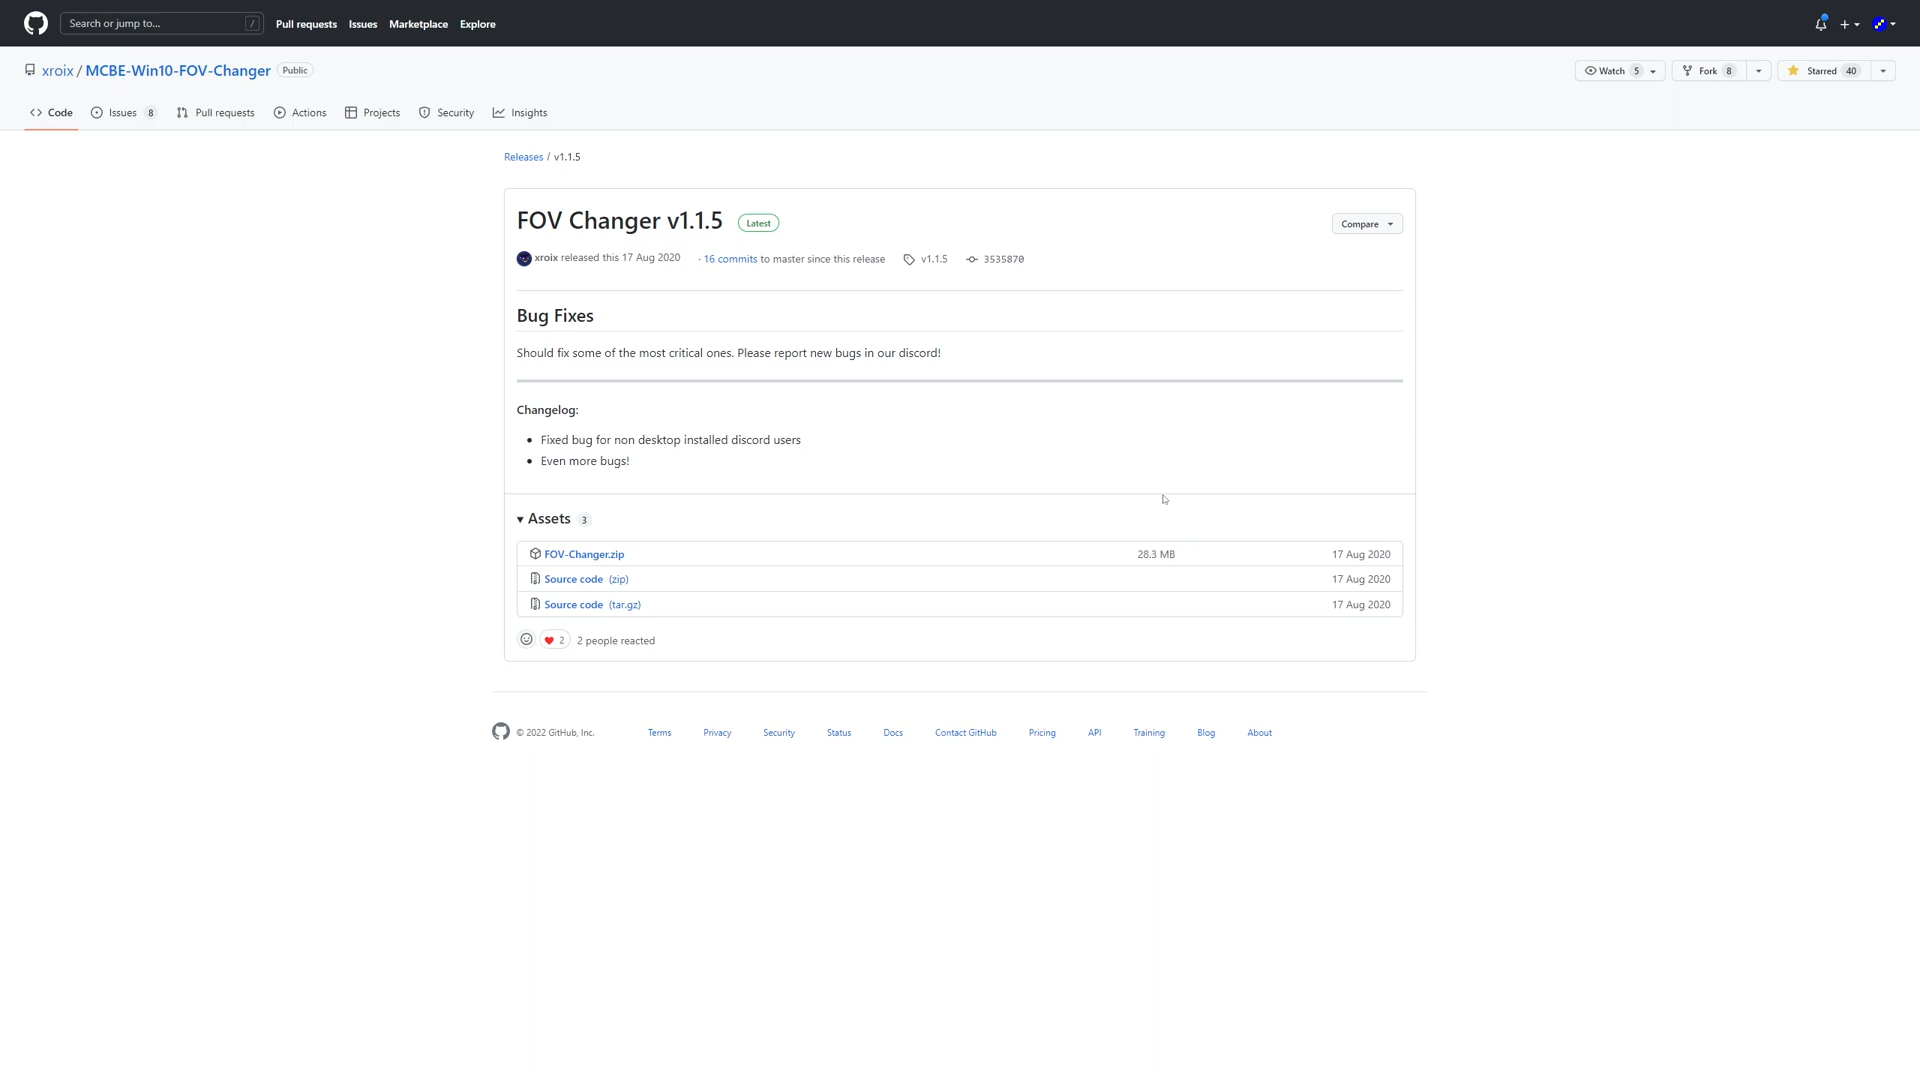 Search or jump to... / Pull requests Issues Marketplace Explore
xroix / MCBE-Win10-FOV-Changer Public Watch 5 Fork 8 Starred 40
Code Issues 8 Pull requests Actions Projects Security Insights
Releases / v1.1.5
FOV Changer v1.1.5 Latest Compare
xroix released this 17 Aug 2020 · 16 commits to master since this release v1.1.5 3535870
Bug Fixes
Should fix some of the most critical ones. Please report new bugs in our discord!
Changelog:
• Fixed bug for non desktop installed discord users
• Even more bugs!
Assets 3
FOV-Changer.zip 28.3 MB 17 Aug 2020
Source code (zip) 17 Aug 2020
Source code (tar.gz) 17 Aug 2020
2 2 people reacted
© 2022 GitHub, Inc. Terms Privacy Security Status Docs Contact GitHub Pricing API Training Blog About